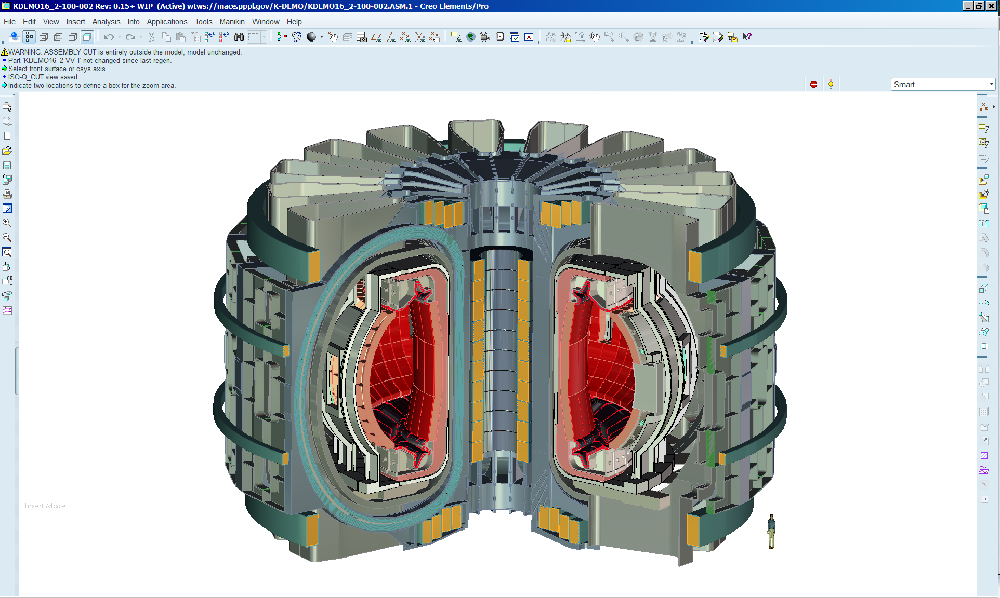 KDEMO16_2-100-002 Rev: 0.15+ WIP (Active) wtws://mace.pppl.gov/K-DEMO/KDEMO16_2-100-002.ASM.1 - Creo Elements/Pro
File Edit View Insert Analysis Info Applications Tools Manikin Window Help
WARNING: ASSEMBLY CUT is entirely outside the model; model unchanged.
Part 'KDEMO16_2-VV-1' not changed since last regen.
Select front surface or csys axis.
ISO-Q_CUT view saved.
Indicate two locations to define a box for the zoom area.
Smart
AB
Insert Mode